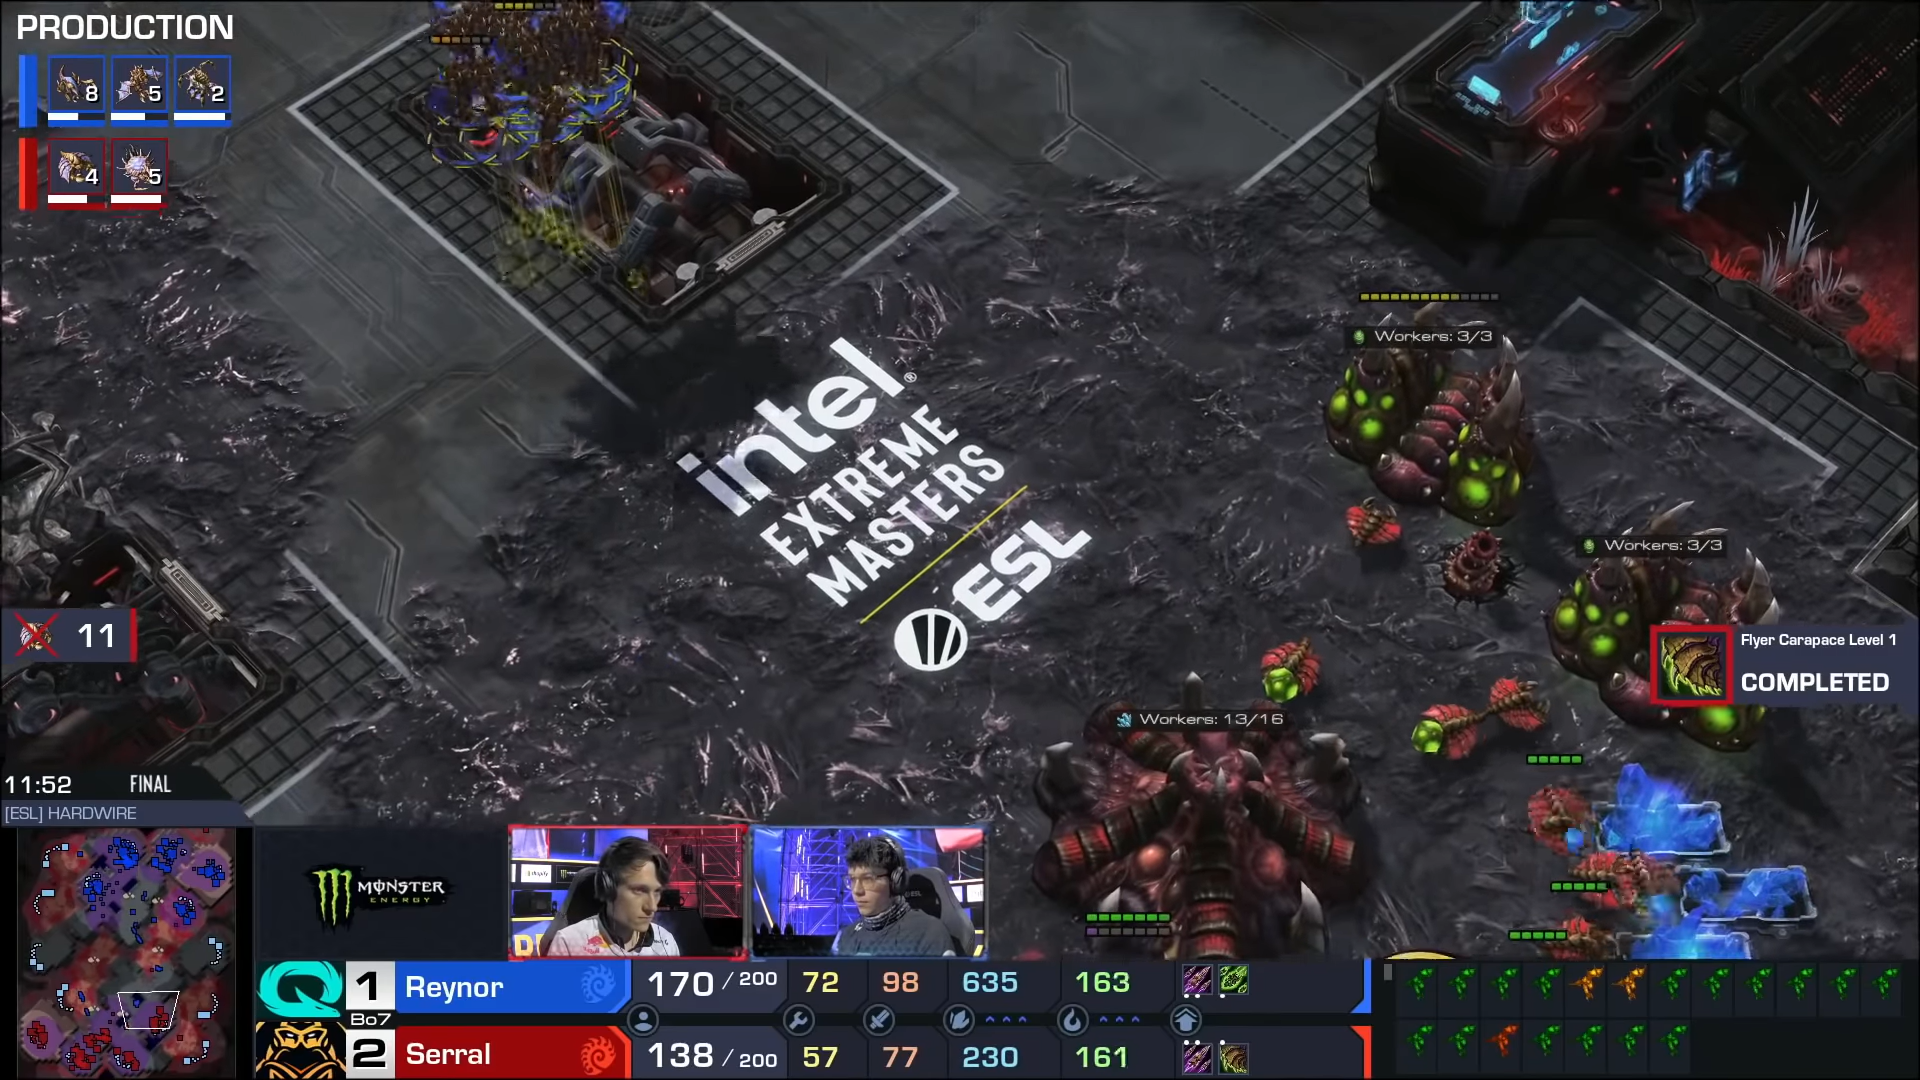 PRODUCTION
8
5
2
4
5
intel®
EXTREME
MASTERS
ESL
Workers: 3/3
Workers: 3/3
Workers: 13/16
11
Flyer Carapace Level 1
COMPLETED
11:52
FINAL
[ESL] HARDWIRE
MONSTER
ENERGY
1
Reynor
170 / 200
72
98
635
163
Bo7
2
Serral
138 / 200
57
77
230
161